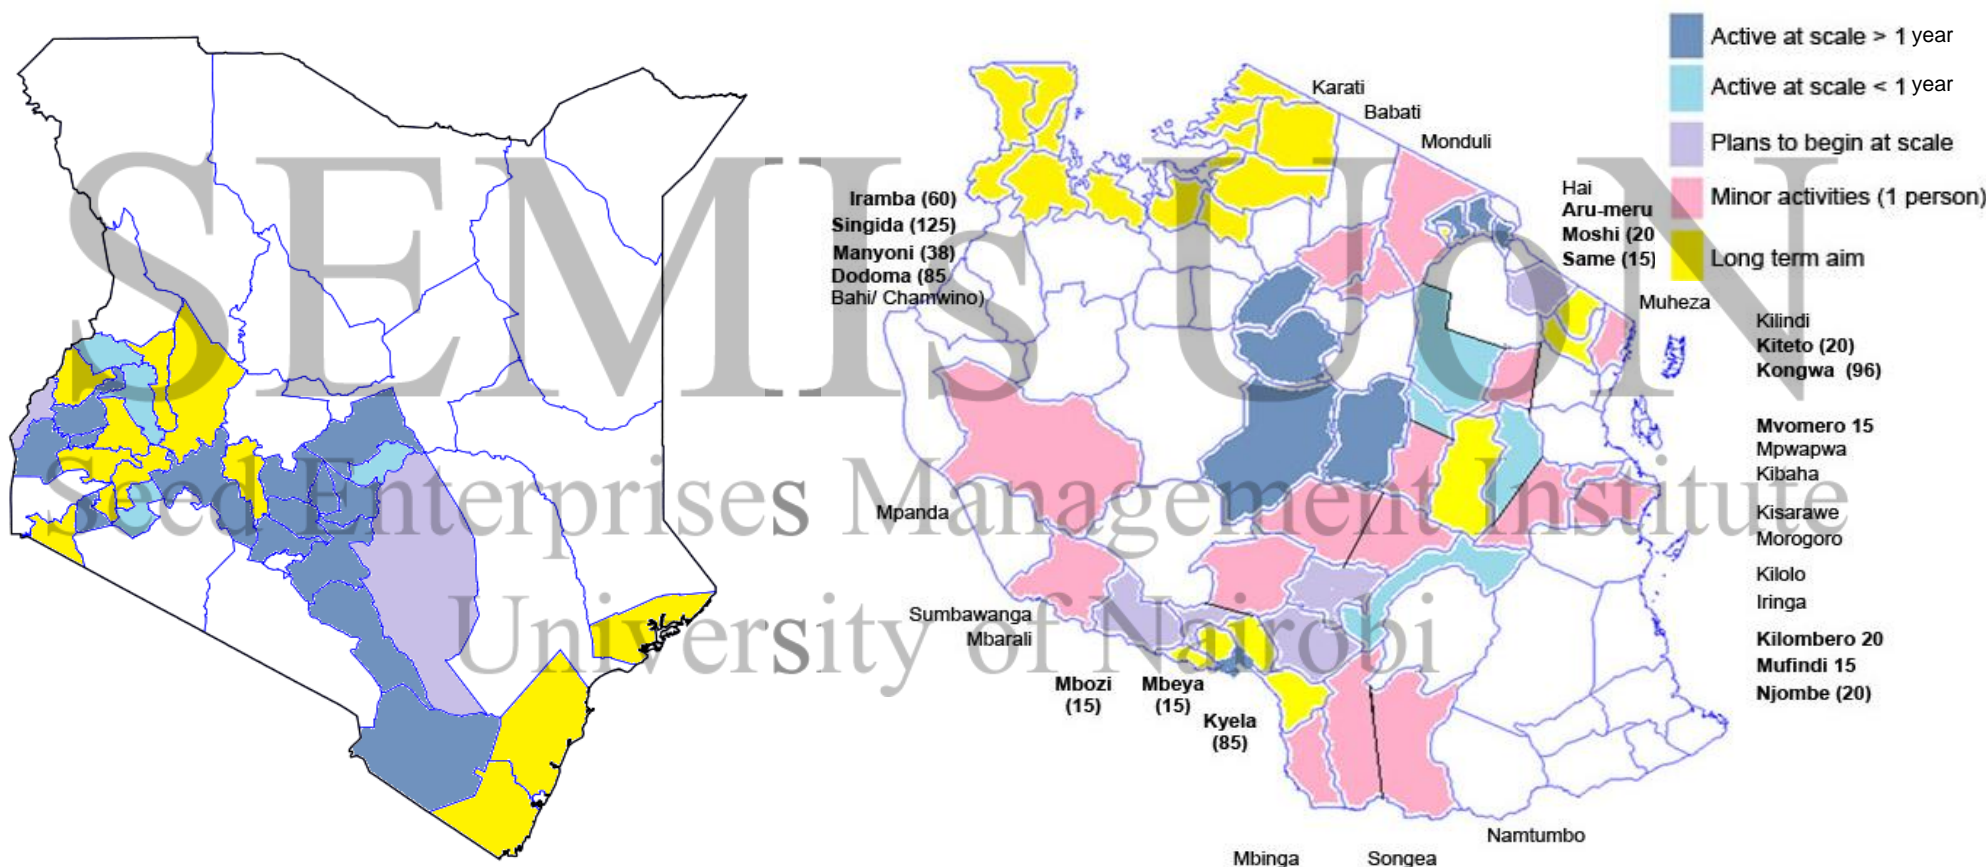 Active at scale > 1 year
Active at scale < 1 year
Plans to begin at scale
Minor activities (1 person)
Long term aim
Karati
Babati
Monduli
Hai
Aru-meru
Moshi (20
Same (15)
Muheza
Iramba (60)
Singida (125)
Manyoni (38)
Dodoma (85
Bahi/ Chamwino)
Kilindi
Kiteto (20)
Kongwa (96)
Mvomero 15
Mpwapwa
Kibaha
Kisarawe
Morogoro
Kilolo
Iringa
Kilombero 20
Mufindi 15
Njombe (20)
Mpanda
Sumbawanga
Mbarali
Mbozi
(15)
Mbeya
(15)
Kyela
(85)
Namtumbo
Mbinga
Songea
SEMIs UON
Seed Enterprises Management Institute
University of Nairobi